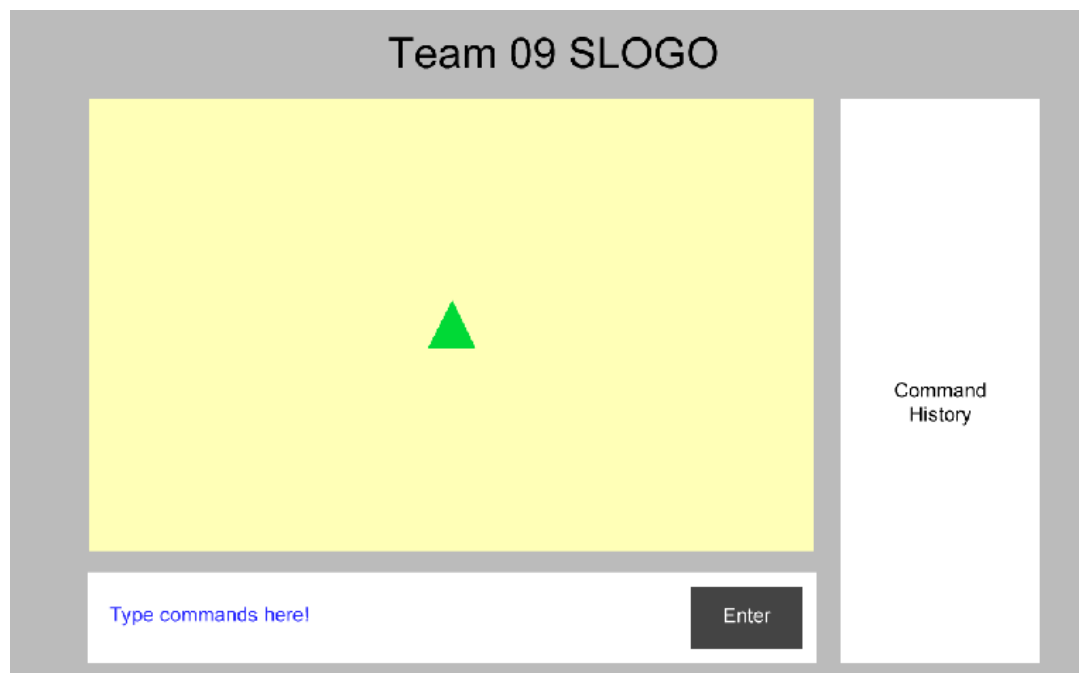 Team 09 SLOGO
Command
History
Type commands here!
Enter